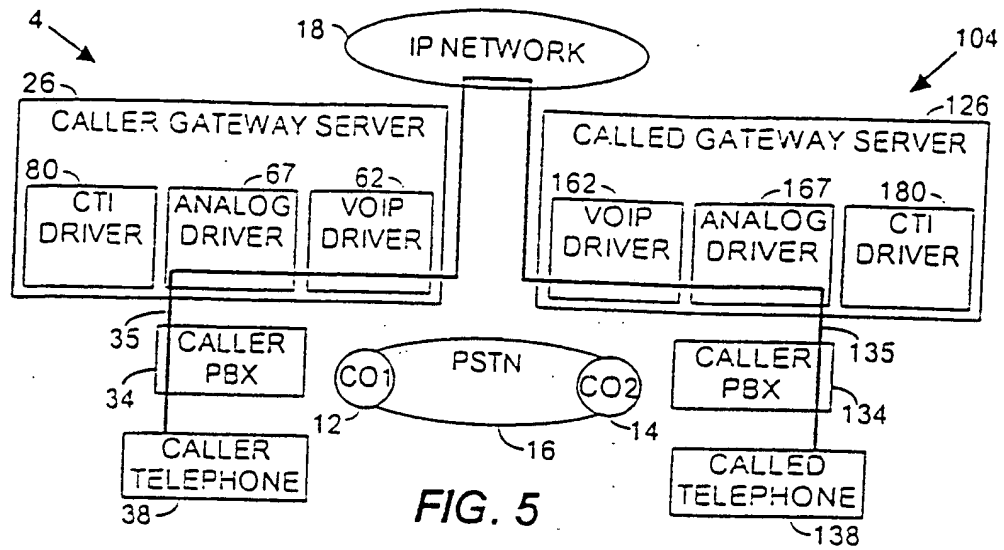 4
18
IP NETWORK
104
26
126
CALLER GATEWAY SERVER
CALLED GATEWAY SERVER
80
67
62
162
167
180
CTI
DRIVER
ANALOG
DRIVER
VOIP
DRIVER
VOIP
DRIVER
ANALOG
DRIVER
CTI
DRIVER
35
135
CALLER
PBX
34
PSTN
CO1
CO2
12
16
14
CALLER
PBX
134
CALLER
TELEPHONE
38
CALLED
TELEPHONE
138
FIG. 5